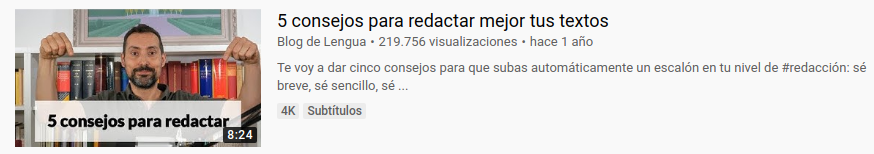 5 consejos para redactar mejor tus textos
Blog de Lengua • 219.756 visualizaciones • hace 1 año
Te voy a dar cinco consejos para que subas automáticamente un escalón en tu nivel de #redacción: sé
breve, sé sencillo, sé ...
4K Subtítulos
5 consejos para redactar
8:24